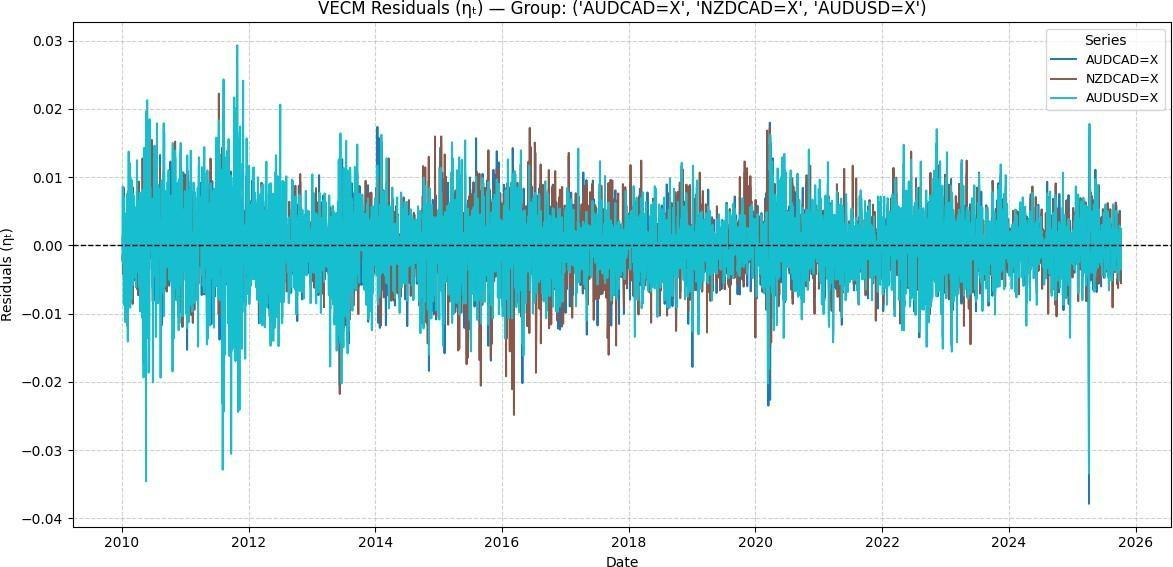 VECM Residuals (ηₜ) — Group: ('AUDCAD=X', 'NZDCAD=X', 'AUDUSD=X')
Series
AUDCAD=X
NZDCAD=X
AUDUSD=X
0.03
0.02
0.01
0.00
−0.01
−0.02
−0.03
−0.04
Residuals (ηₜ)
2010 2012 2014 2016 2018 2020 2022 2024 2026
Date